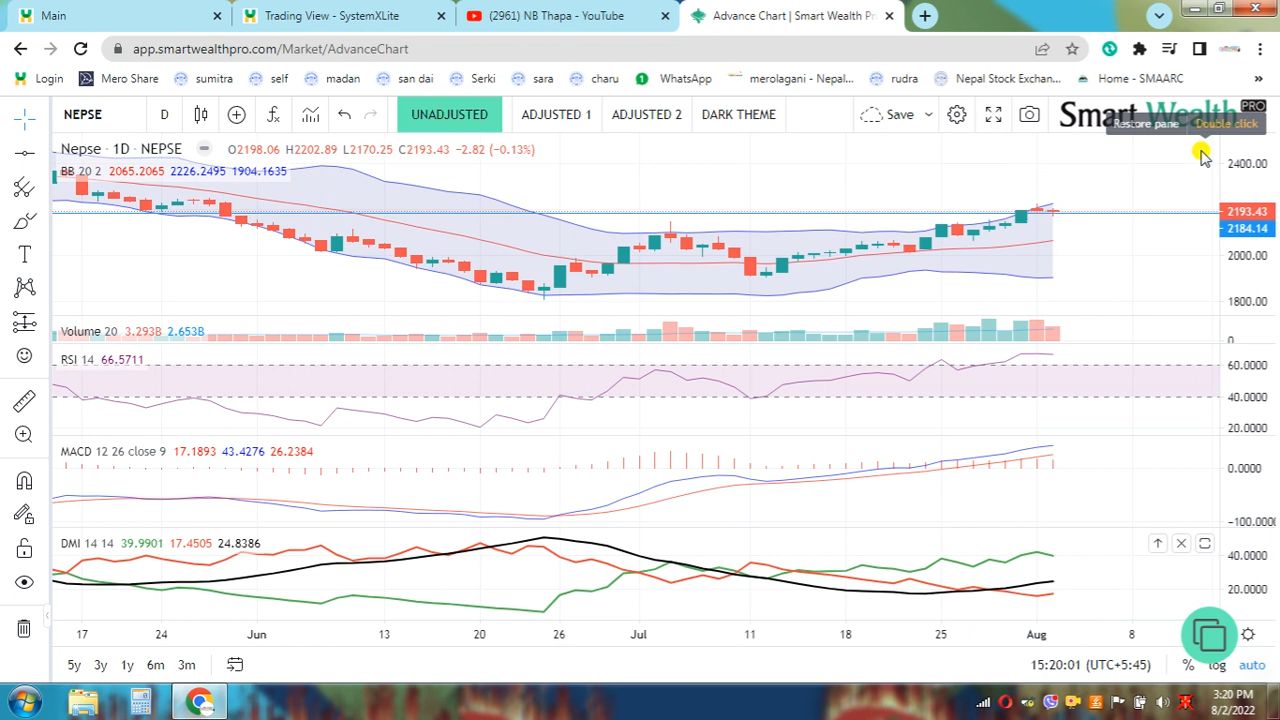 Main
Trading View - SystemXLite
(2961) NB Thapa - YouTube
Advance Chart | Smart Wealth Pr
app.smartwealthpro.com/Market/AdvanceChart
Login
Mero Share
sumitra
self
madan
san dai
Serki
sara
charu
WhatsApp
merolagani - Nepal...
rudra
Nepal Stock Exchan...
Home - SMAARC
»
NEPSE
D
UNADJUSTED
ADJUSTED 1
ADJUSTED 2
DARK THEME
Save
Smart Wealth PRO
Restore pane Double click
Nepse · 1D · NEPSE O2198.06 H2202.89 L2170.25 C2193.43 −2.82 (−0.13%)
BB 20 2 2065.2065 2226.2495 1904.1635
2400.00
2193.43
2184.14
2000.00
1800.00
Volume 20 3.293B 2.653B
0
RSI 14 66.5711
60.0000
40.0000
20.0000
MACD 12 26 close 9 17.1893 43.4276 26.2384
0.0000
−100.0000
DMI 14 14 39.9901 17.4505 24.8386
40.0000
20.0000
17 24 Jun 13 20 26 Jul 11 18 25 Aug 8
5y 3y 1y 6m 3m
15:20:01 (UTC+5:45) % log auto
3:20 PM
8/2/2022